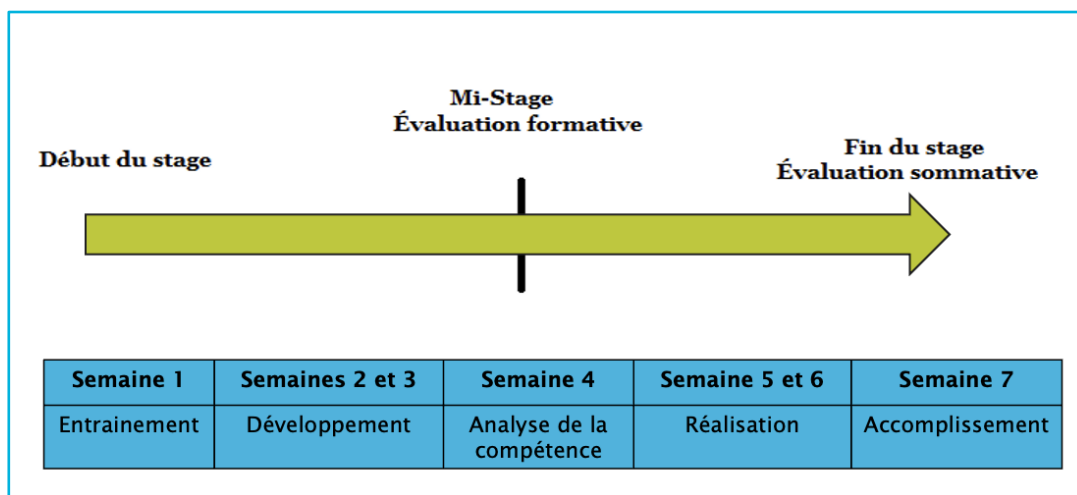 Mi-Stage
Évaluation formative
Début du stage
Fin du stage
Évaluation sommative
Semaine 1
Semaines 2 et 3
Semaine 4
Semaine 5 et 6
Semaine 7
Entrainement
Développement
Analyse de la
compétence
Réalisation
Accomplissement